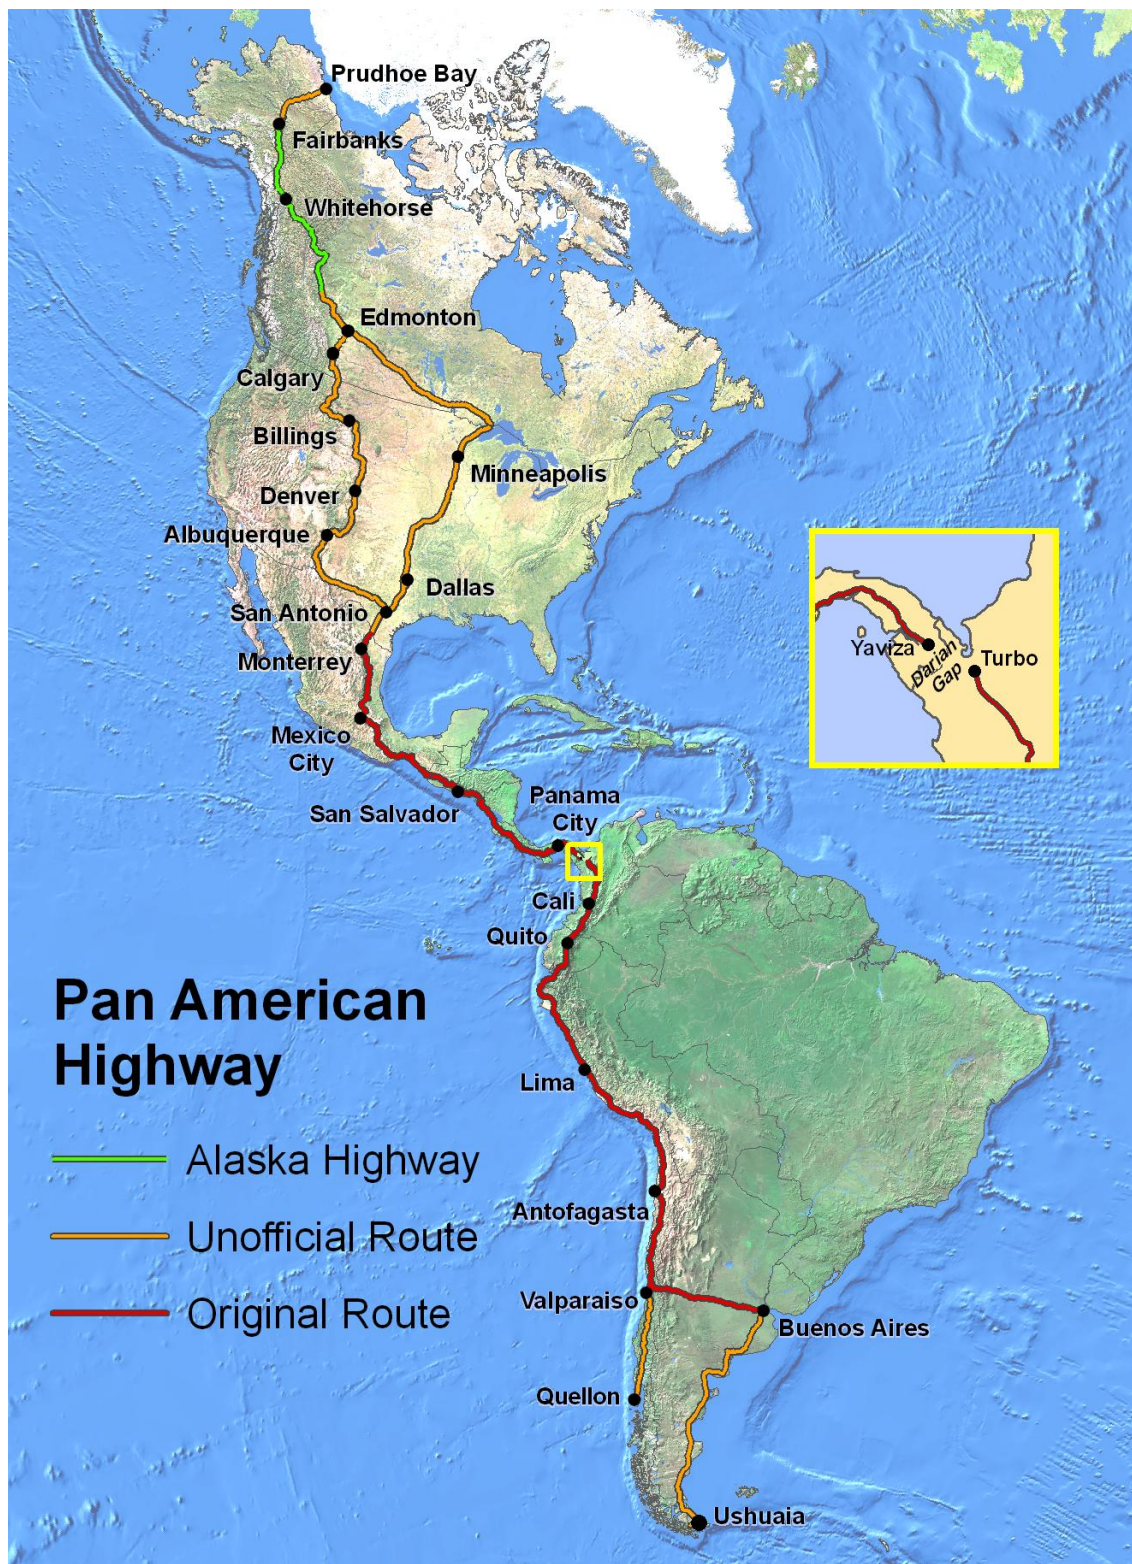 Prudhoe Bay
Fairbanks
Whitehorse
Edmonton
Calgary
Billings
Minneapolis
Denver
Albuquerque
Dallas
San Antonio
Monterrey
Mexico
City
San Salvador
Panama
City
Yaviza
Darian
Gap
Turbo
Cali
Quito
Pan American
Highway
Lima
Alaska Highway
Antofagasta
Unofficial Route
Valparaiso
Original Route
Buenos Aires
Quellon
Ushuaia